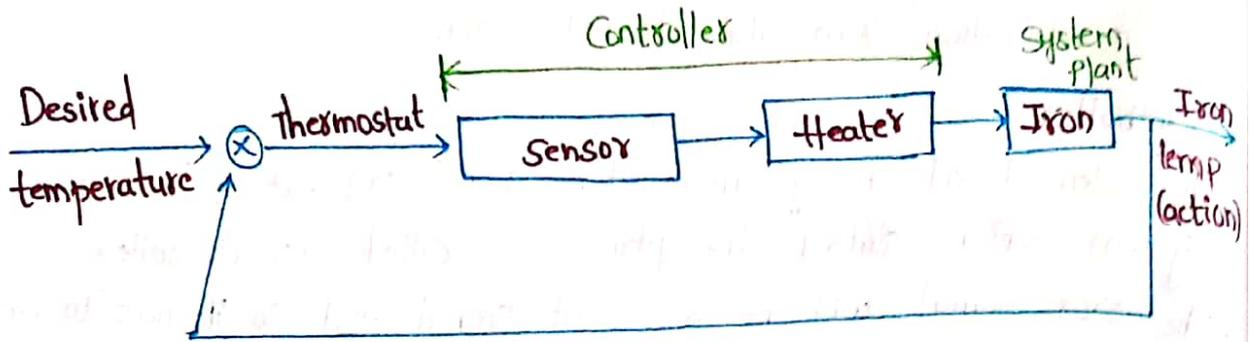 Controller
System
Plant
Desired
temperature
Thermostat
Sensor
Heater
Iron
Iron
temp
(action)